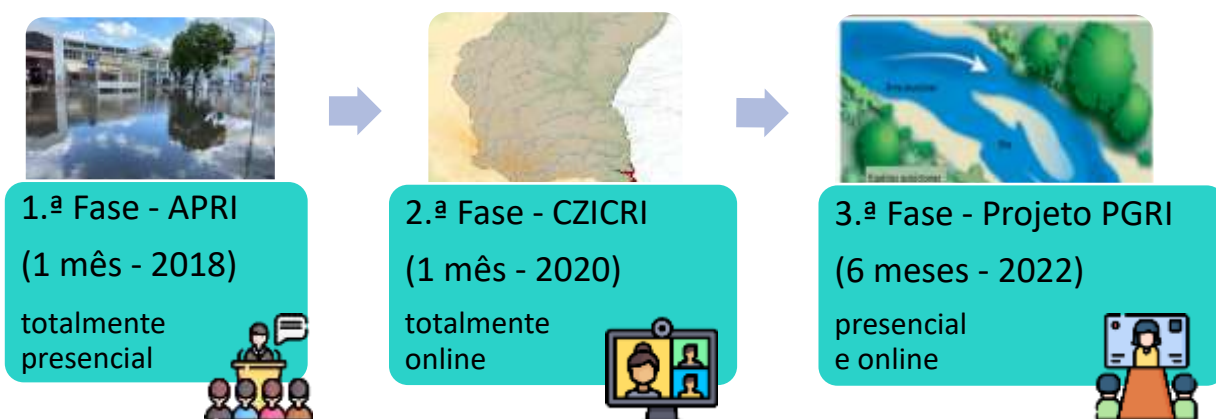 1.ª Fase - APRI
(1 mês - 2018)
totalmente
presencial
2.ª Fase - CZICRI
(1 mês - 2020)
totalmente
online
3.ª Fase - Projeto PGRI
(6 meses - 2022)
presencial
e online